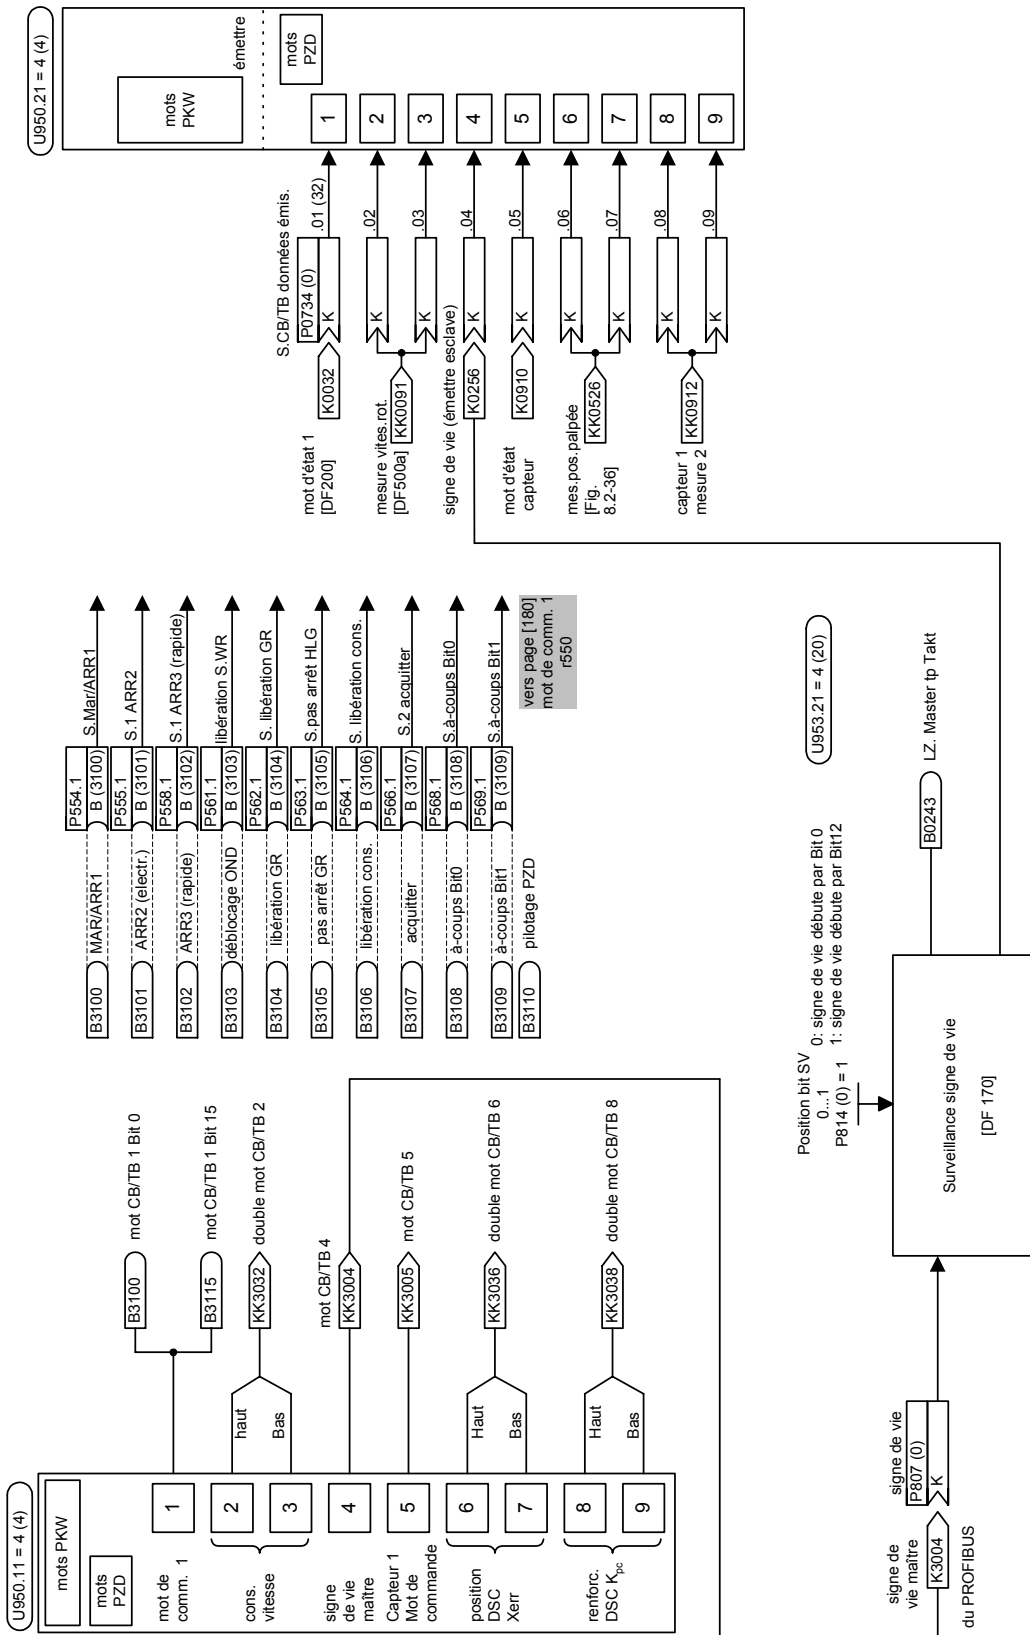 U950.11 = 4 (4)
mots PKW
mots
PZD
mot de
comm. 1
1
cons.
vitesse
2
3
signe
de vie
maître
4
Capteur 1
Mot de
commande
5
position
DSC
Xerr
6
7
renforc.
DSC Kpc
8
9
haut
Bas
Haut
Bas
Haut
Bas
B3100
mot CB/TB 1 Bit 0
B3115
mot CB/TB 1 Bit 15
KK3032
double mot CB/TB 2
mot CB/TB 4
KK3004
KK3005
mot CB/TB 5
KK3036
double mot CB/TB 6
KK3038
double mot CB/TB 8
B3100
MAR/ARR1
P554.1
B (3100)
S.Mar/ARR1
B3101
ARR2 (electr.)
P555.1
B (3101)
S.1 ARR2
B3102
ARR3 (rapide)
P558.1
B (3102)
S.1 ARR3 (rapide)
B3103
déblocage OND
P561.1
B (3103)
libération S.WR
B3104
libération GR
P562.1
B (3104)
S. libération GR
B3105
pas arrêt GR
P563.1
B (3105)
S.pas arrêt HLG
B3106
libération cons.
P564.1
B (3106)
S. libération cons.
B3107
acquitter
P566.1
B (3107)
S.2 acquitter
B3108
à-coups Bit0
P568.1
B (3108)
S.à-coups Bit0
B3109
à-coups Bit1
P569.1
B (3109)
S.à-coups Bit1
B3110
pilotage PZD
vers page [180]
mot de comm. 1
r550
U950.21 = 4 (4)
mots
PKW
émettre
mots
PZD
S.CB/TB données émis.
P0734 (0)
mot d'état 1
[DF200]
K0032
K
.01 (32)
1
mesure vites.rot.
[DF500a]
KK0091
K
.02
2
K
.03
3
signe de vie (émettre esclave)
K0256
K
.04
4
mot d'état
capteur
K0910
K
.05
5
mes.pos.palpée
[Fig.
8.2-36]
KK0526
K
.06
6
K
.07
7
capteur 1
mesure 2
KK0912
K
.08
8
K
.09
9
signe de
vie maître
K3004
du PROFIBUS
signe de vie
P807 (0)
K
Position bit SV
0...1
P814 (0) = 1
0: signe de vie débute par Bit 0
1: signe de vie débute par Bit12
Surveillance signe de vie
[DF 170]
U953.21 = 4 (20)
B0243
LZ. Master tp Takt